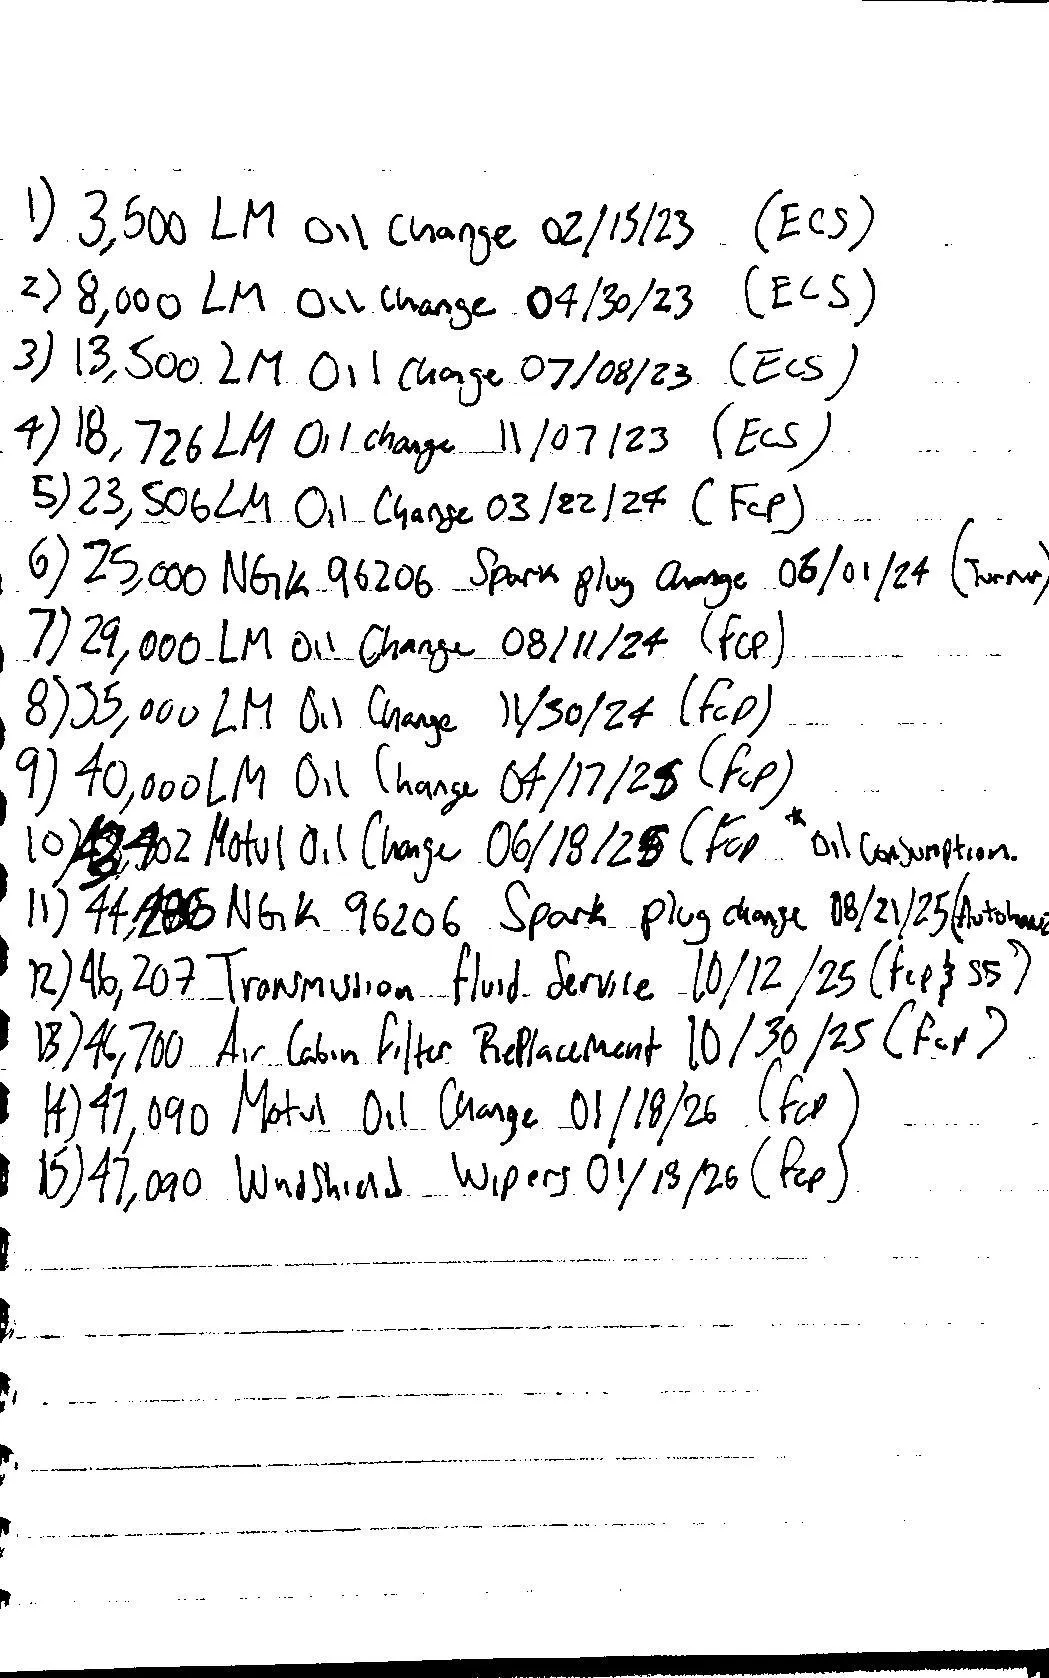 1) 3,500 LM Oil Change 02/15/23 (ECS)
2) 8,000 LM Oil Change 04/30/23 (ECS)
3) 13,500 LM Oil Change 07/08/23 (ECS)
4) 18,726 LM Oil change 11/07/23 (ECS)
5) 23,506 LM Oil Change 03/22/24 (Fcp)
6) 25,000 NGK 96206 Spark plug Change 06/01/24 (Turner)
7) 29,000 LM Oil Change 08/11/24 (fcp)
8) 35,000 LM Oil Change 11/30/24 (fcp)
9) 40,000 LM Oil Change 04/17/25 (fcp)
10) Motul Oil Change 06/18/25 (Fcp *Oil Consumption.
11) NGK 96206 Spark plug change 08/21/25
12) 46,207 Transmission fluid Service 10/12/25 (fcp & SS)
13) 46,700 Air Cabin filter Replacement 10/30/25 (fcp)
14) 47,090 Motul Oil Change 01/18/26 (fcp)
15) 47,090 Windshield Wipers 01/18/26 (fcp)